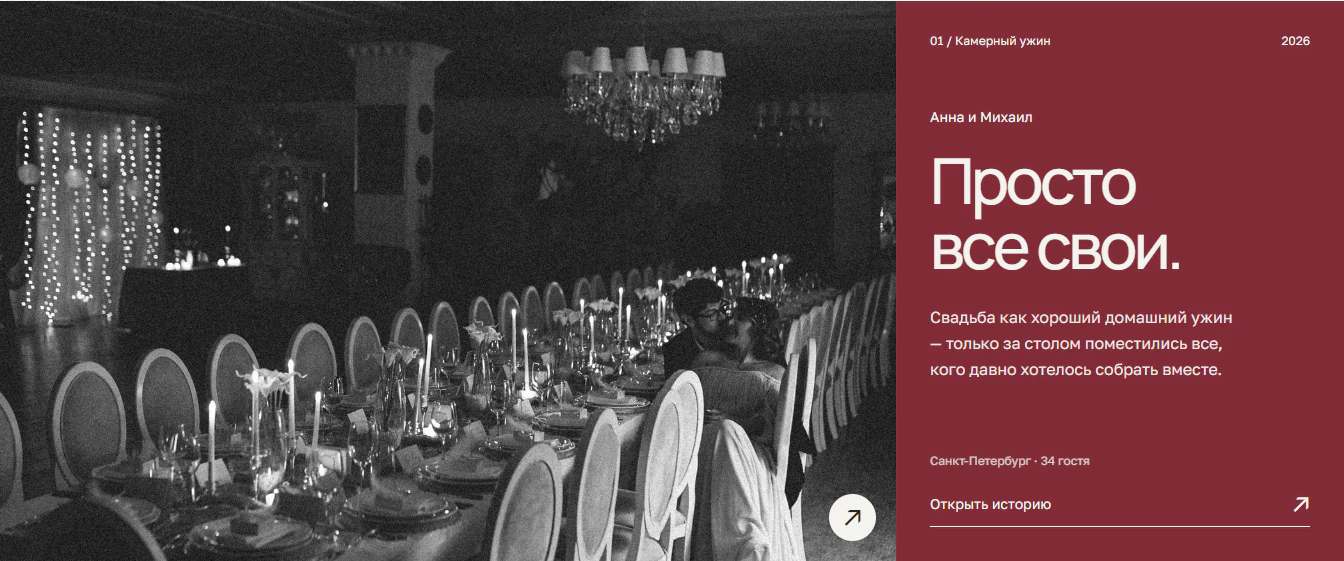 01 / Камерный ужин
2026
Анна и Михаил
Просто
все свои.
Свадьба как хороший домашний ужин
— только за столом поместились все,
кого давно хотелось собрать вместе.
Санкт-Петербург · 34 гостя
Открыть историю